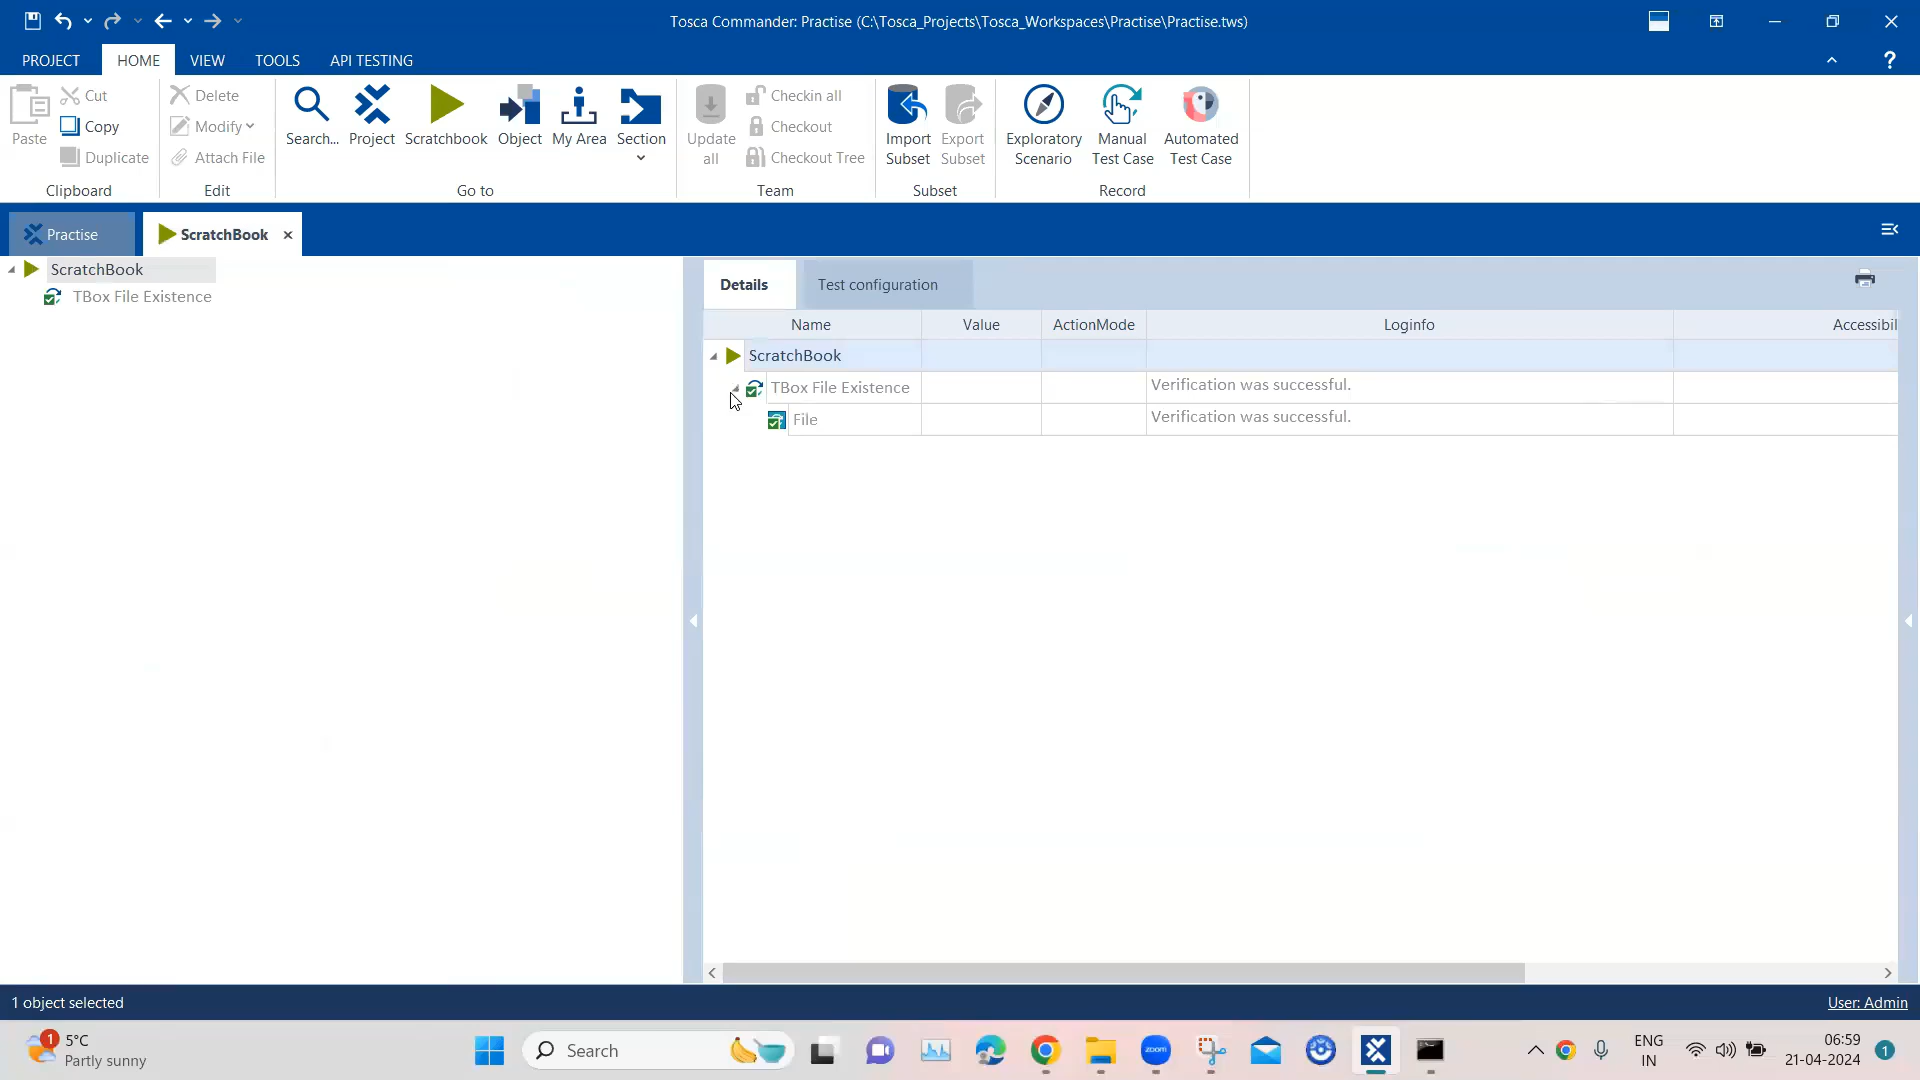 Tosca Commander: Practise (C:\Tosca_Projects\Tosca_Workspaces\Practise\Practise.tws)
PROJECT HOME VIEW TOOLS API TESTING
Paste
Cut
Copy
Duplicate
Clipboard
Delete
Modify
Attach File
Edit
Search...
Project
Scratchbook
Object
My Area
Section
Go to
Update all
Checkin all
Checkout
Checkout Tree
Team
Import Subset
Export Subset
Subset
Exploratory Scenario
Manual Test Case
Automated Test Case
Record
Practise
ScratchBook
ScratchBook
TBox File Existence
Details
Test configuration
Name Value ActionMode Loginfo Accessibil
ScratchBook
TBox File Existence Verification was successful.
File Verification was successful.
1 object selected
User: Admin
1
5°C
Partly sunny
Search
zoom
ENG
IN
06:59
21-04-2024
1